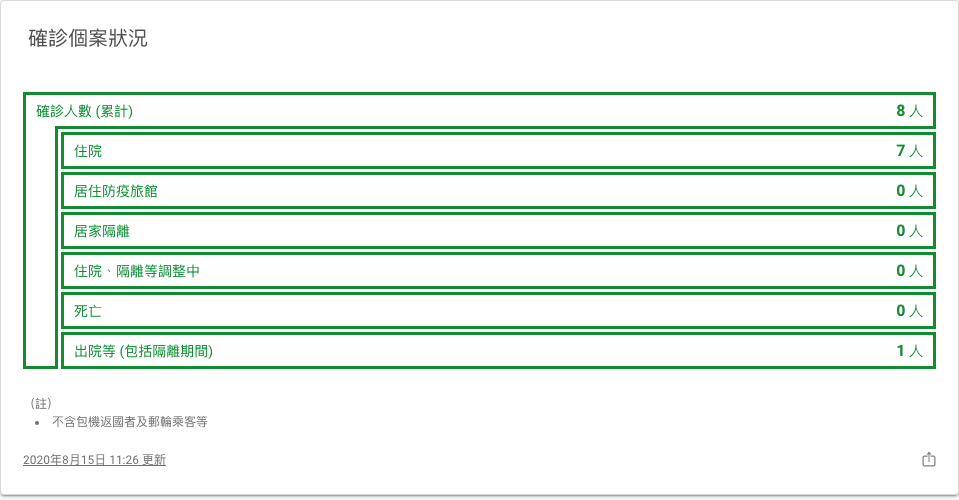 確診個案狀況
確診人數 (累計) 8 人
住院 7 人
居住防疫旅館 0 人
居家隔離 0 人
住院、隔離等調整中 0 人
死亡 0 人
出院等 (包括隔離期間) 1 人
（註）
• 不含包機返國者及郵輪乘客等
2020年8月15日 11:26 更新